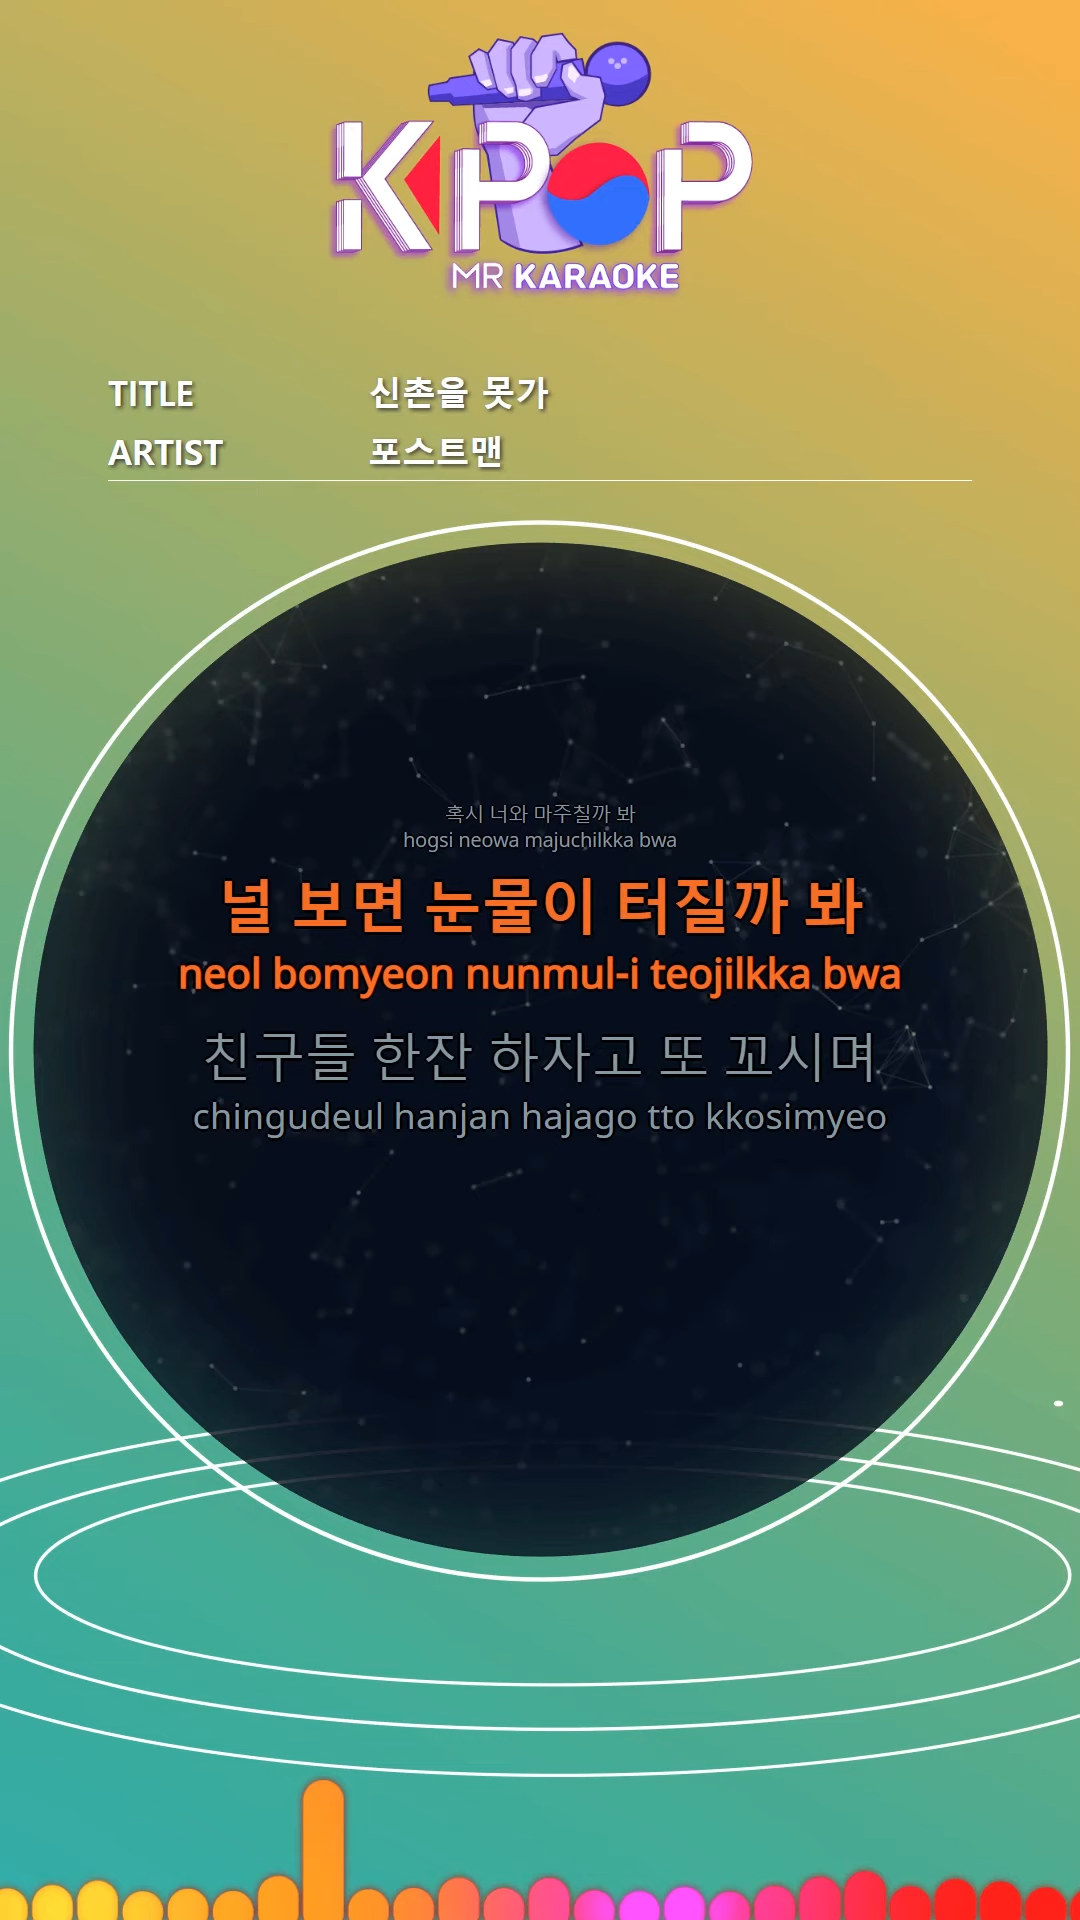 KPOP
MR KARAOKE
TITLE 신촌을 못가
ARTIST 포스트맨
혹시 너와 마주칠까 봐
hogsi neowa majuchilkka bwa
널 보면 눈물이 터질까 봐
neol bomyeon nunmul-i teojilkka bwa
친구들 한잔 하자고 또 꼬시며
chingudeul hanjan hajago tto kkosimyeo